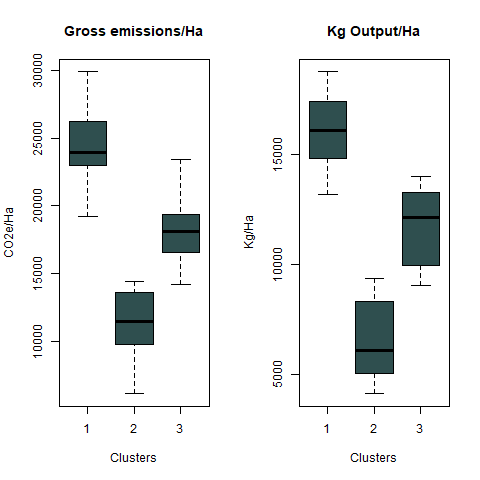 Gross emissions/Ha
CO2e/Ha
30000
25000
20000
15000
10000
1 2 3
Clusters
Kg Output/Ha
Kg/Ha
15000
10000
5000
1 2 3
Clusters